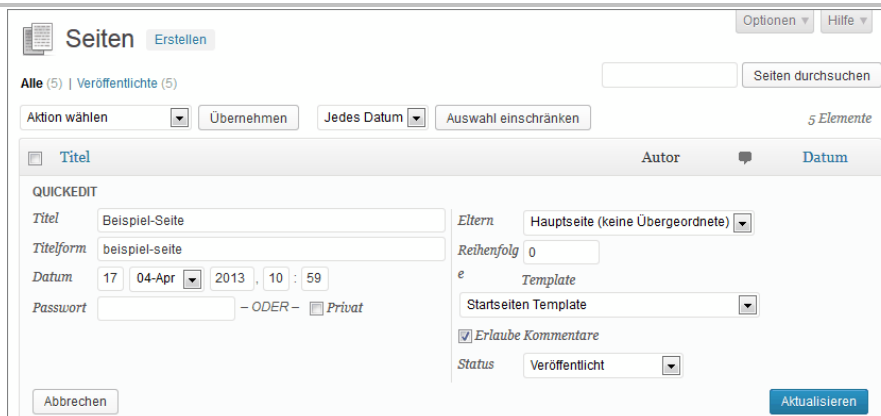 Optionen Hilfe
Seiten Erstellen
Alle (5) | Veröffentlichte (5)
Seiten durchsuchen
Aktion wählen Übernehmen Jedes Datum Auswahl einschränken 5 Elemente
Titel Autor Datum
QUICKEDIT
Titel Beispiel-Seite
Titelform beispiel-seite
Datum 17 04-Apr 2013 , 10 : 59
Passwort – ODER – Privat
Eltern Hauptseite (keine Übergeordnete)
Reihenfolg 0
e Template
Startseiten Template
Erlaube Kommentare
Status Veröffentlicht
Abbrechen Aktualisieren